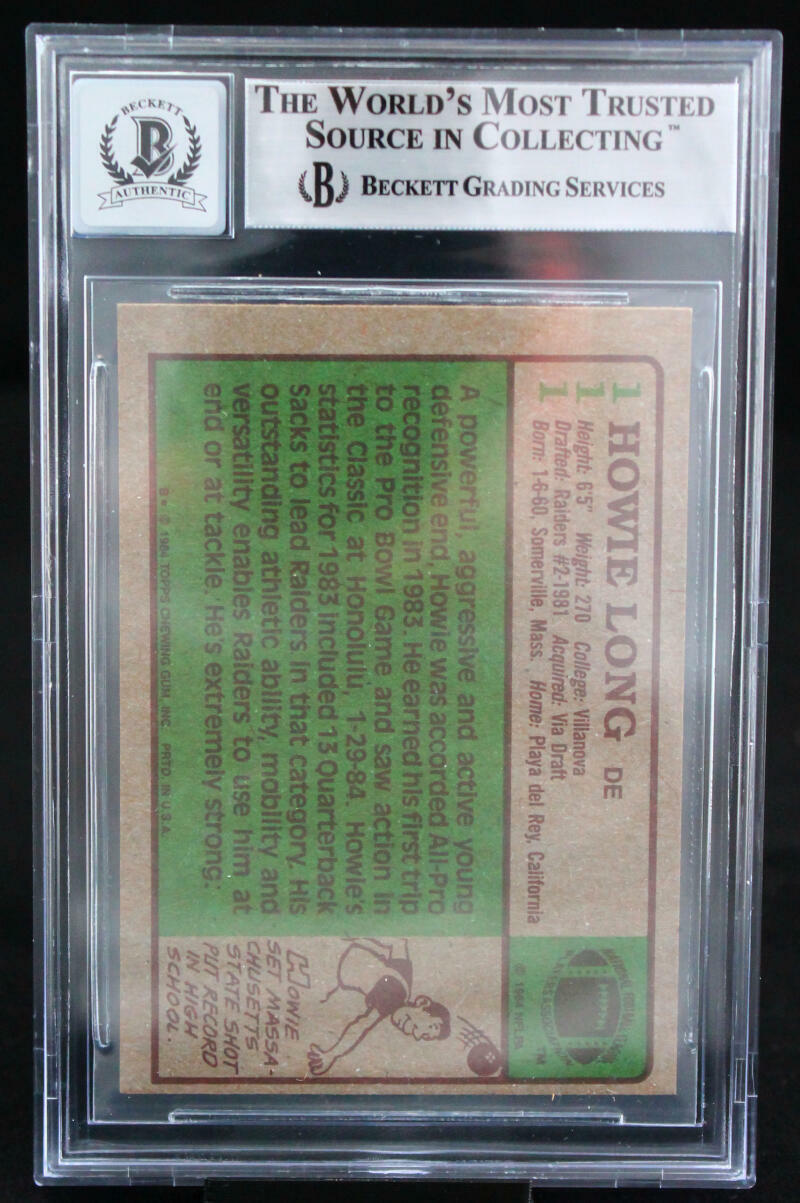 BECKETT
B
AUTHENTIC
THE WORLD'S MOST TRUSTED
SOURCE IN COLLECTING™
B BECKETT GRADING SERVICES
111 HOWIE LONG DE
Height: 6'5" Weight: 270 College: Villanova
Drafted: Raiders #2-1981 Acquired: Via Draft
Born: 1-6-60, Somerville, Mass. Home: Playa del Rey, California
NATIONAL FOOTBALL LEAGUE
PLAYERS ASSOCIATION
TM
© 1984 NFLPA
A powerful, aggressive and active young
defensive end, Howie was accorded All-Pro
recognition in 1983. He earned his first trip
to the Pro Bowl Game and saw action in
the Classic at Honolulu, 1-29-84. Howie's
statistics for 1983 included 13 Quarterback
Sacks to lead Raiders in that category. His
outstanding athletic ability, mobility and
versatility enables Raiders to use him at
end or at tackle. He's extremely strong.
B* © 1984 TOPPS CHEWING GUM, INC. PRTD. IN U.S.A.
HOWIE
SET MASSA-
CHUSETTS
STATE SHOT
PUT RECORD
IN HIGH
SCHOOL.